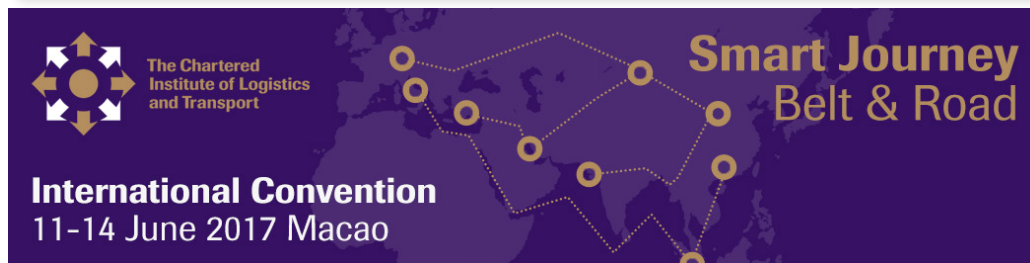 The Chartered
Institute of Logistics
and Transport
Smart Journey
Belt & Road
International Convention
11-14 June 2017 Macao